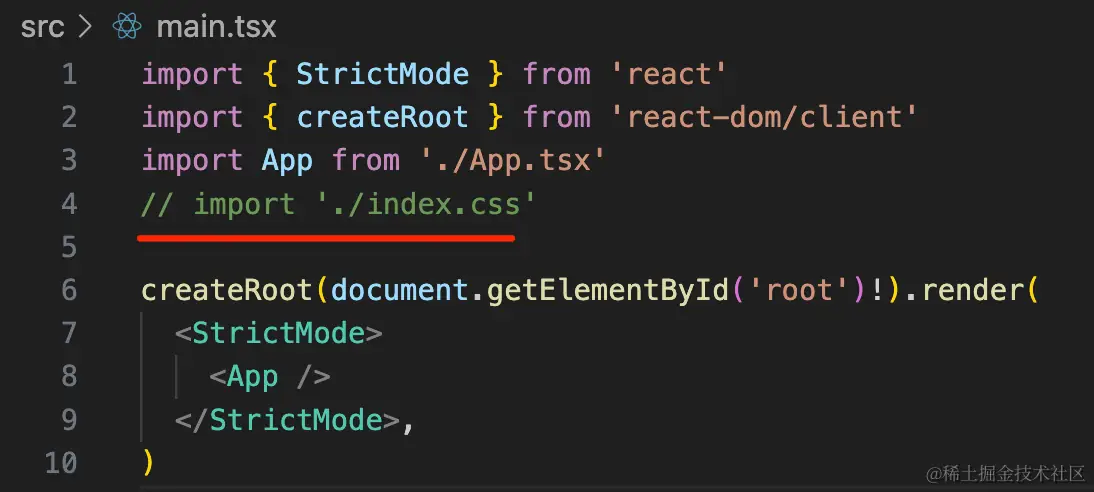 src > main.tsx
1 import { StrictMode } from 'react'
2 import { createRoot } from 'react-dom/client'
3 import App from './App.tsx'
4 // import './index.css'
5
6 createRoot(document.getElementById('root')!).render(
7   <StrictMode>
8     <App />
9   </StrictMode>,
10 )
@稀土掘金技术社区